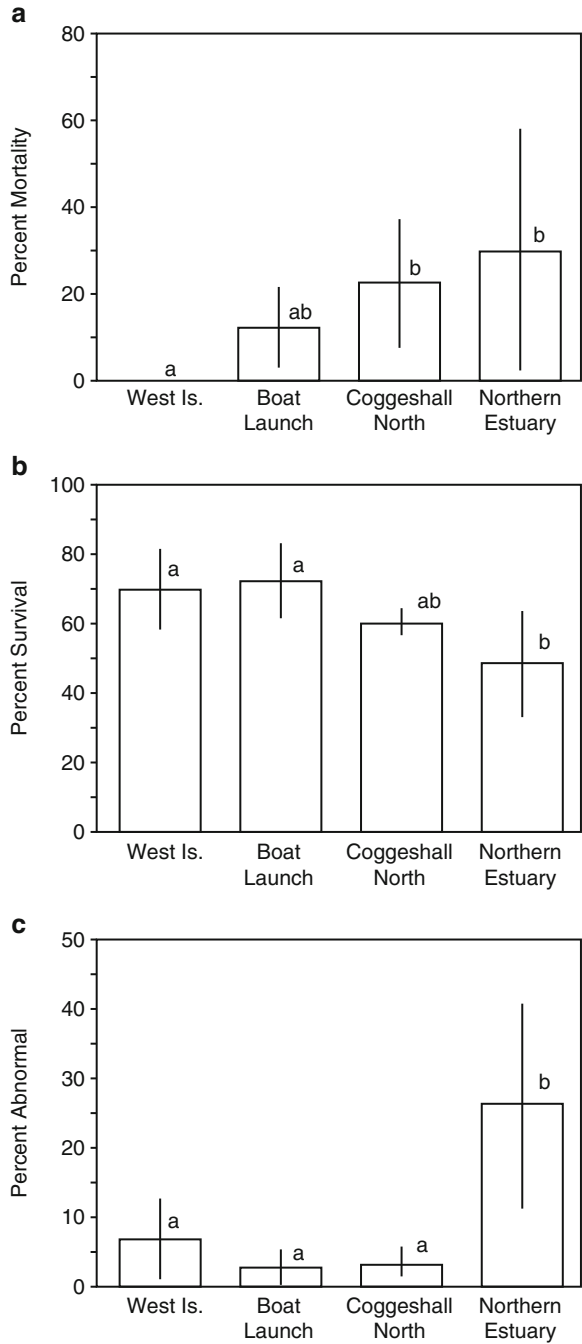 a
80
60
40
20
0
Percent Mortality
a
ab
b
b
West Is.
Boat
Launch
Coggeshall
North
Northern
Estuary
b
100
80
60
40
20
0
Percent Survival
a
a
ab
b
West Is.
Boat
Launch
Coggeshall
North
Northern
Estuary
c
50
40
30
20
10
0
Percent Abnormal
a
a
a
b
West Is.
Boat
Launch
Coggeshall
North
Northern
Estuary